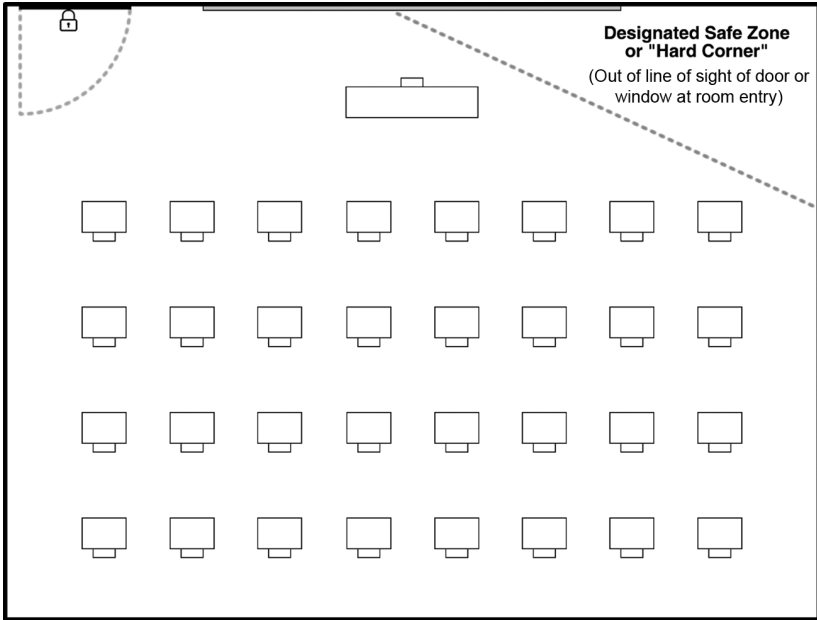 Designated Safe Zone
or "Hard Corner"
(Out of line of sight of door or
window at room entry)